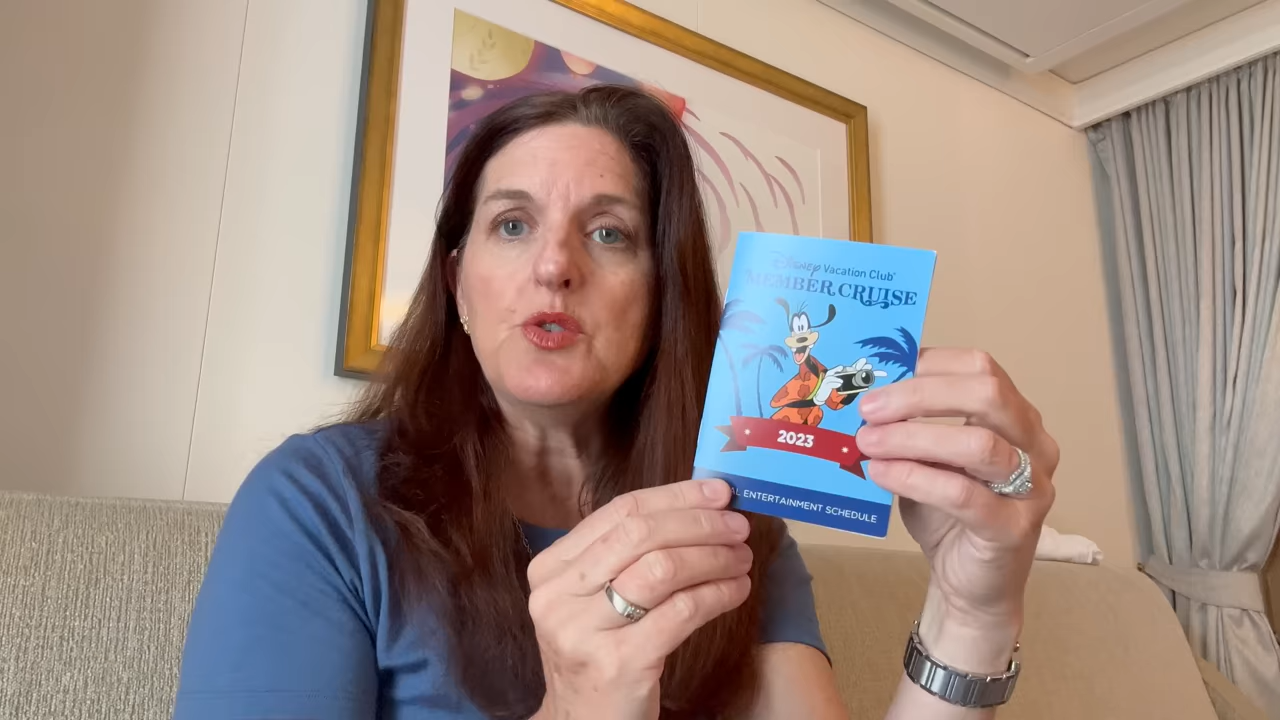 Disney Vacation Club®
MEMBER CRUISE
2023
ENTERTAINMENT SCHEDULE